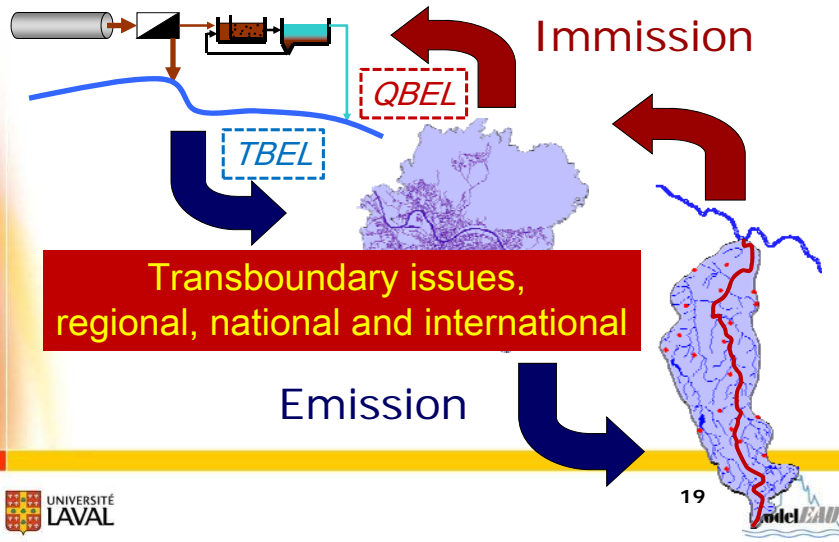 Immission
QBEL
TBEL
Transboundary issues,
regional, national and international
Emission
UNIVERSITÉ
LAVAL
19